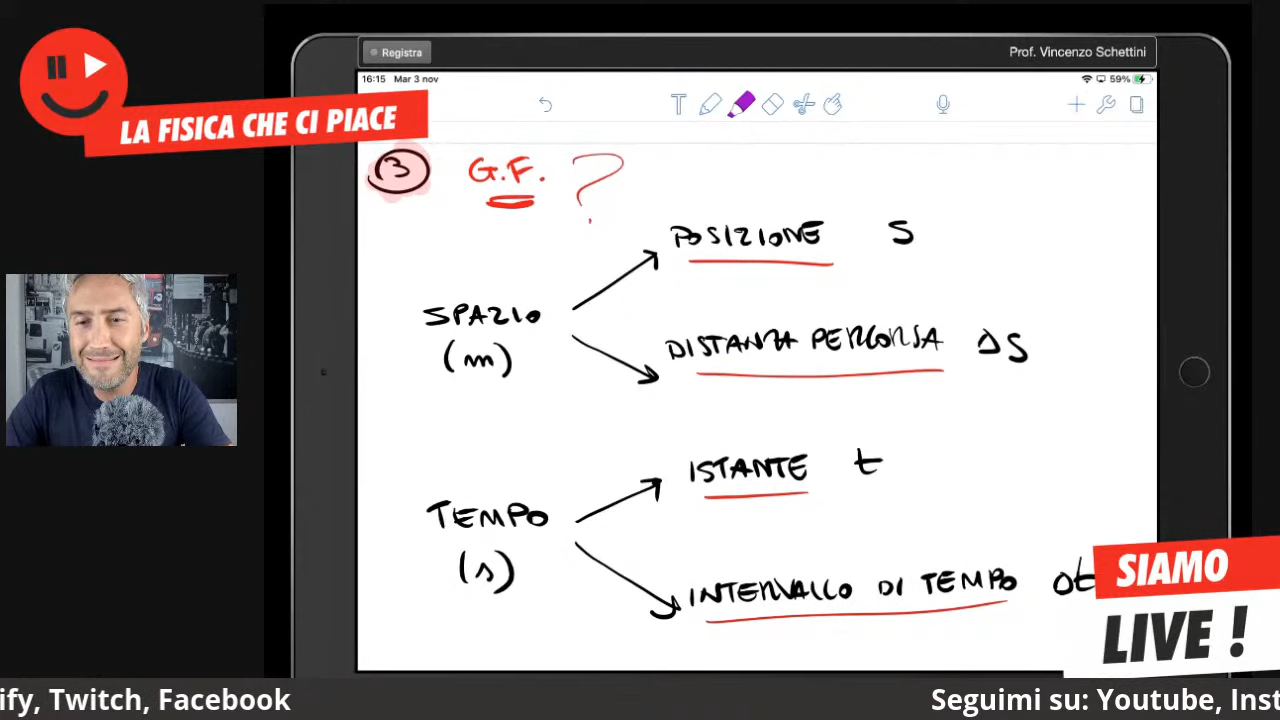 Registra
Prof. Vincenzo Schettini
16:15 Mar 3 nov
59%
LA FISICA CHE CI PIACE
T
3 G.F. ?
POSIZIONE S
SPAZIO
(m)
DISTANZA PERCORSA ΔS
ISTANTE t
TEMPO
(s)
INTERVALLO DI TEMPO Δt
SIAMO
LIVE !
ify, Twitch, Facebook
Seguimi su: Youtube, Inst